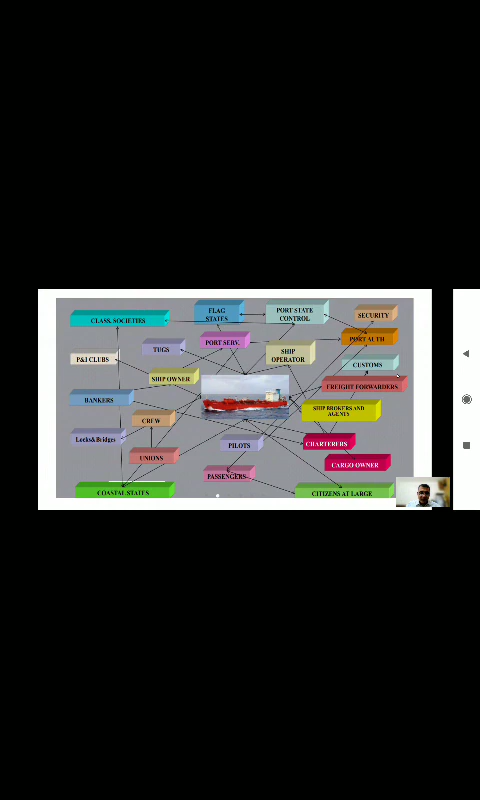 FLAG
STATES
PORT STATE
CONTROL
SECURITY
CLASS, SOCIETIES
PORT SERV.
PORT AUTH
TUGS
SHIP
OPERATOR
P&I CLUBS
CUSTOMS
SHIP OWNER
FREIGHT FORWARDERS
BANKERS
SHIP BROKERS AND
AGENTS
CREW
Locks&Bridges
PILOTS
CHARTERERS
UNIONS
CARGO OWNER
PASSENGERS
COASTAL STATES
CITIZENS AT LARGE